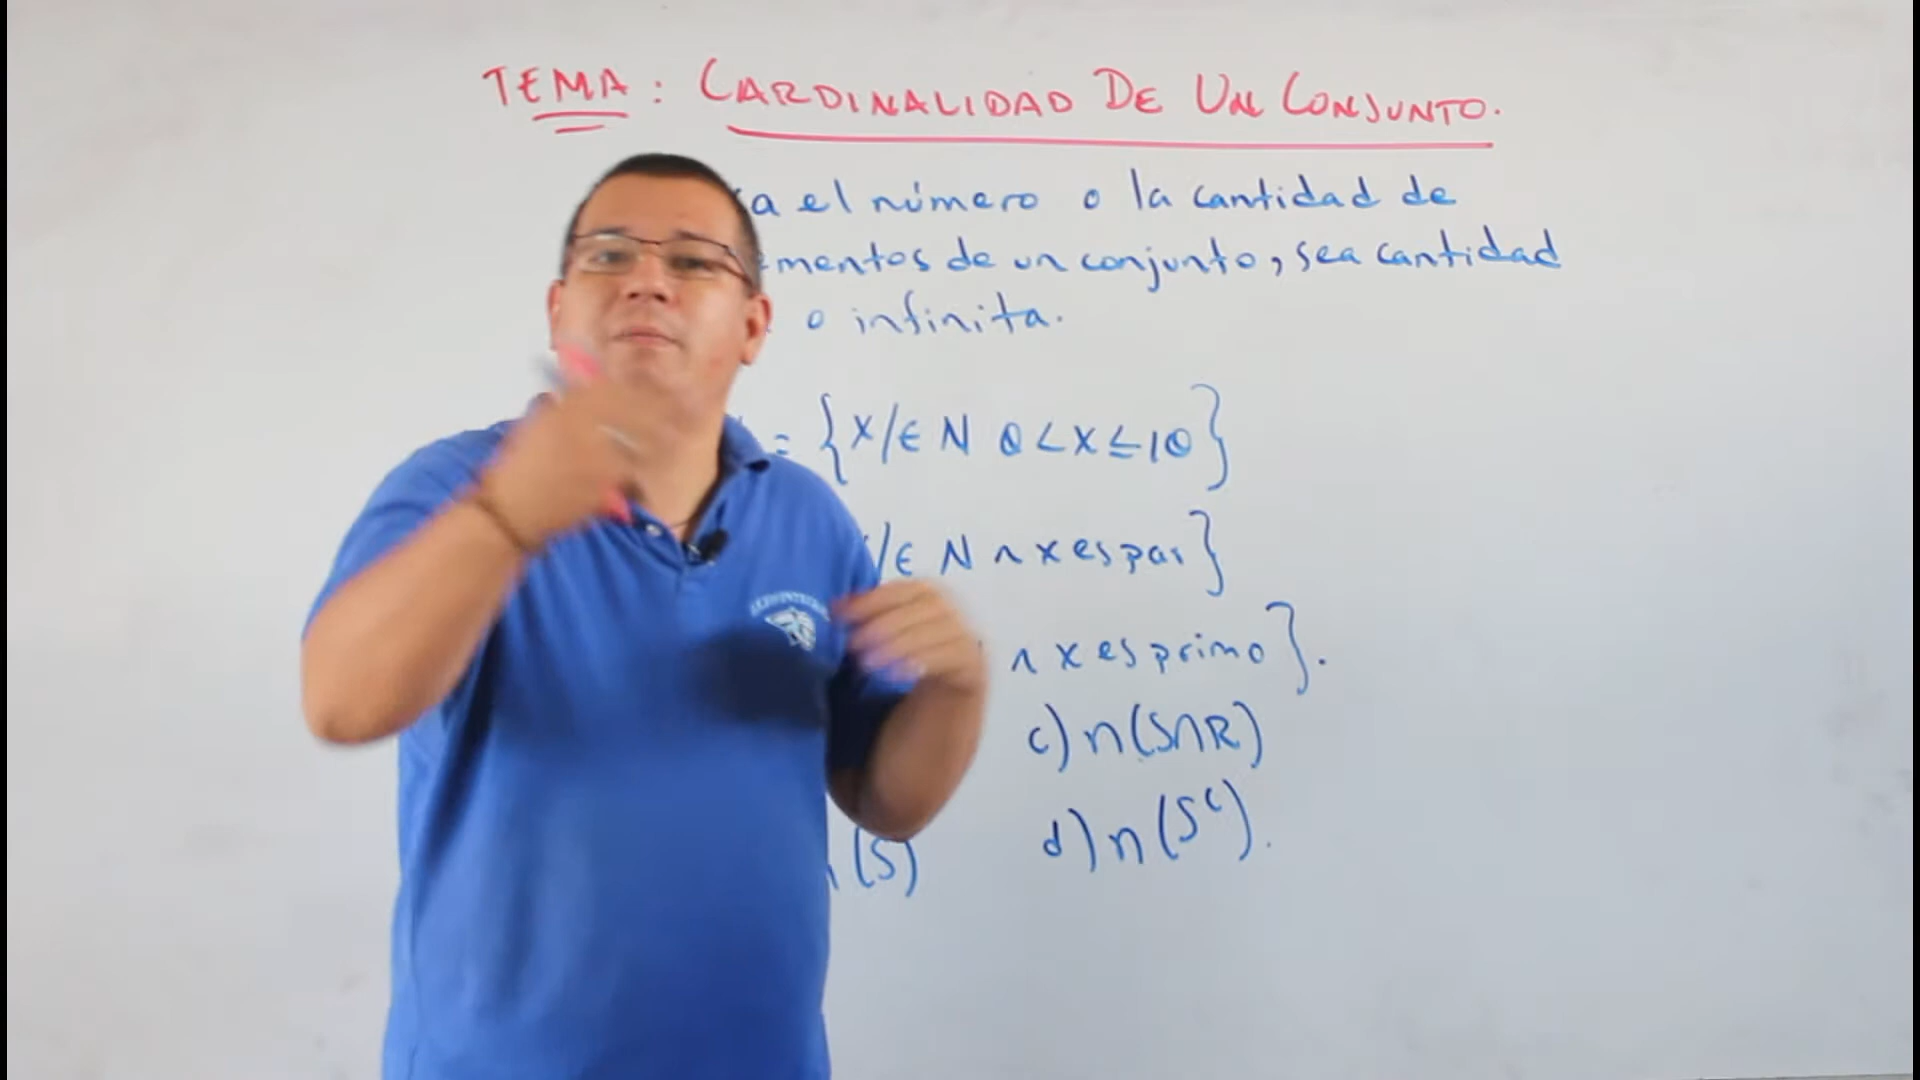 TEMA: CARDINALIDAD DE UN CONJUNTO.
a el número o la cantidad de
mentos de un conjunto, sea cantidad
o infinita.
= {x/∈ N 0<x≤10}
/∈ N ∧ x es par}
∧ x es primo}.
c) n(S∩R)
(S)
d) n(Sᶜ).